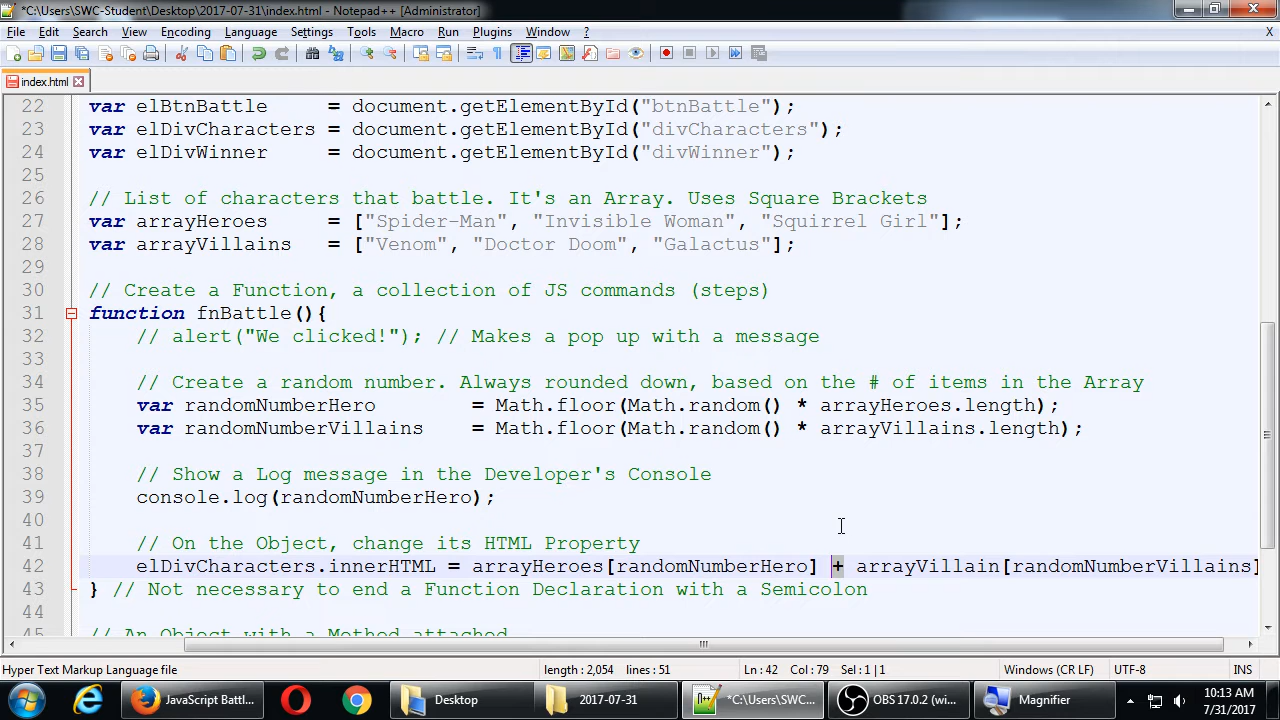 *C:\Users\SWC-Student\Desktop\2017-07-31\index.html - Notepad++ [Administrator]
File Edit Search View Encoding Language Settings Tools Macro Run Plugins Window ? X
index.html
22 var elBtnBattle = document.getElementById("btnBattle");
23 var elDivCharacters = document.getElementById("divCharacters");
24 var elDivWinner = document.getElementById("divWinner");
25
26 // List of characters that battle. It's an Array. Uses Square Brackets
27 var arrayHeroes = ["Spider-Man", "Invisible Woman", "Squirrel Girl"];
28 var arrayVillains = ["Venom", "Doctor Doom", "Galactus"];
29
30 // Create a Function, a collection of JS commands (steps)
31 function fnBattle(){
32 // alert("We clicked!"); // Makes a pop up with a message
33
34 // Create a random number. Always rounded down, based on the # of items in the Array
35 var randomNumberHero = Math.floor(Math.random() * arrayHeroes.length);
36 var randomNumberVillains = Math.floor(Math.random() * arrayVillains.length);
37
38 // Show a Log message in the Developer's Console
39 console.log(randomNumberHero);
40
41 // On the Object, change its HTML Property
42 elDivCharacters.innerHTML = arrayHeroes[randomNumberHero] + arrayVillain[randomNumberVillains]
43 } // Not necessary to end a Function Declaration with a Semicolon
44
45 // An Object with a Method attached
Hyper Text Markup Language file length : 2,054 lines : 51 Ln : 42 Col : 79 Sel : 1 | 1 Windows (CR LF) UTF-8 INS
JavaScript Battl... Desktop 2017-07-31 *C:\Users\SWC... OBS 17.0.2 (wi... Magnifier 10:13 AM
7/31/2017